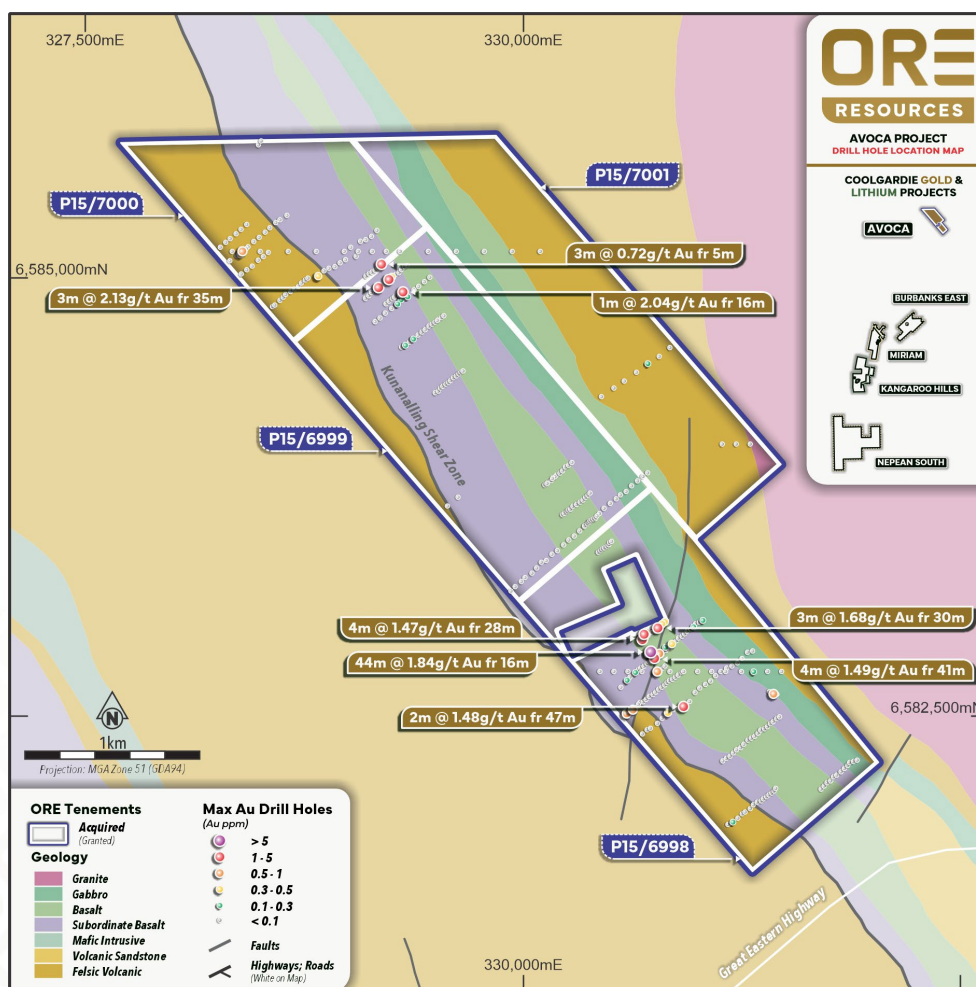 327,500mE
330,000mE
ORE
RESOURCES
AVOCA PROJECT
DRILL HOLE LOCATION MAP
COOLGARDIE GOLD &
LITHIUM PROJECTS
AVOCA
BURBANKS EAST
MIRIAM
KANGAROO HILLS
NEPEAN SOUTH
P15/7001
P15/7000
3m @ 0.72g/t Au fr 5m
6,585,000mN
3m @ 2.13g/t Au fr 35m
1m @ 2.04g/t Au fr 16m
Kunanalling Shear Zone
P15/6999
4m @ 1.47g/t Au fr 28m
3m @ 1.68g/t Au fr 30m
44m @ 1.84g/t Au fr 16m
4m @ 1.49g/t Au fr 41m
2m @ 1.48g/t Au fr 47m
6,582,500mN
N
1km
Projection: MGA Zone 51 (GDA94)
P15/6998
Great Eastern Highway
330,000mE
ORE Tenements
Acquired
(Granted)
Geology
Granite
Gabbro
Basalt
Subordinate Basalt
Mafic Intrusive
Volcanic Sandstone
Felsic Volcanic
Max Au Drill Holes
(Au ppm)
> 5
1 - 5
0.5 - 1
0.3 - 0.5
0.1 - 0.3
< 0.1
Faults
Highways; Roads
(White on Map)